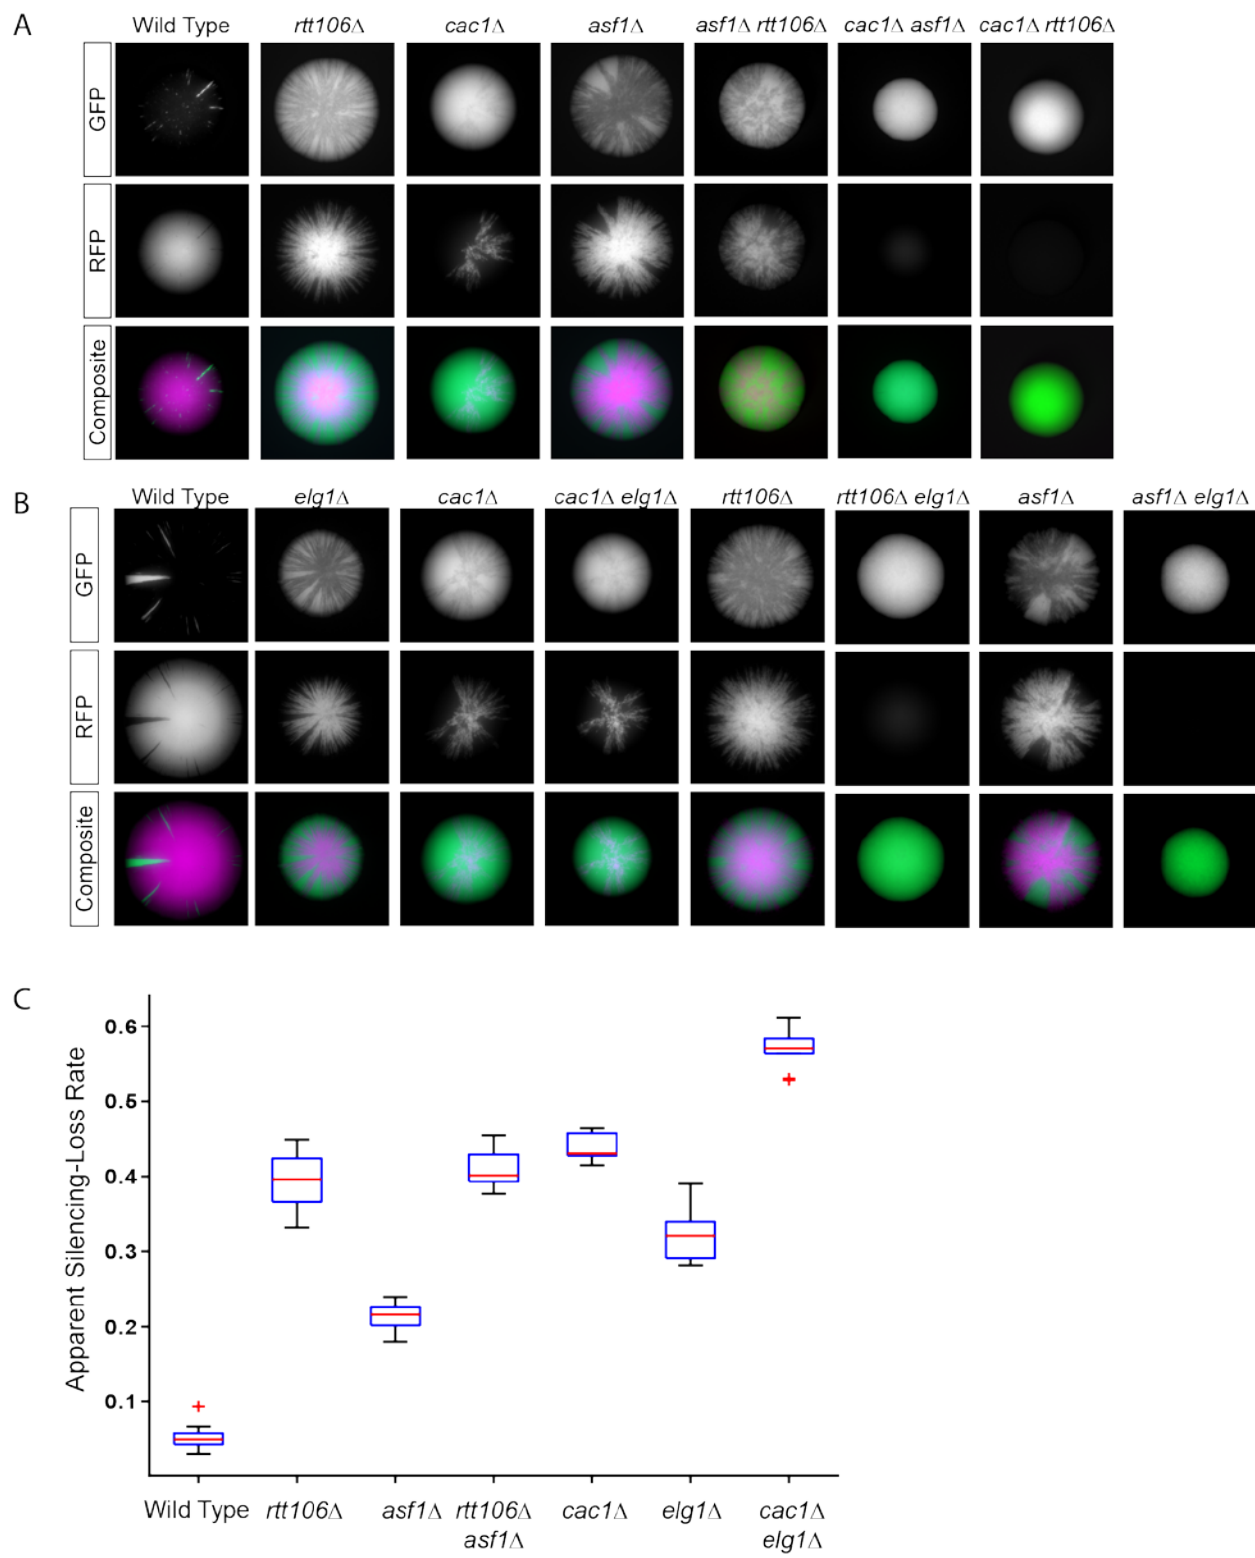 A
Wild Type rtt106Δ cac1Δ asf1Δ asf1Δ rtt106Δ cac1Δ asf1Δ cac1Δ rtt106Δ
GFP
RFP
Composite
B
Wild Type elg1Δ cac1Δ cac1Δ elg1Δ rtt106Δ rtt106Δ elg1Δ asf1Δ asf1Δ elg1Δ
GFP
RFP
Composite
C
Apparent Silencing-Loss Rate
0.6
0.5
0.4
0.3
0.2
0.1
Wild Type rtt106Δ asf1Δ rtt106Δ cac1Δ elg1Δ cac1Δ
asf1Δ elg1Δ